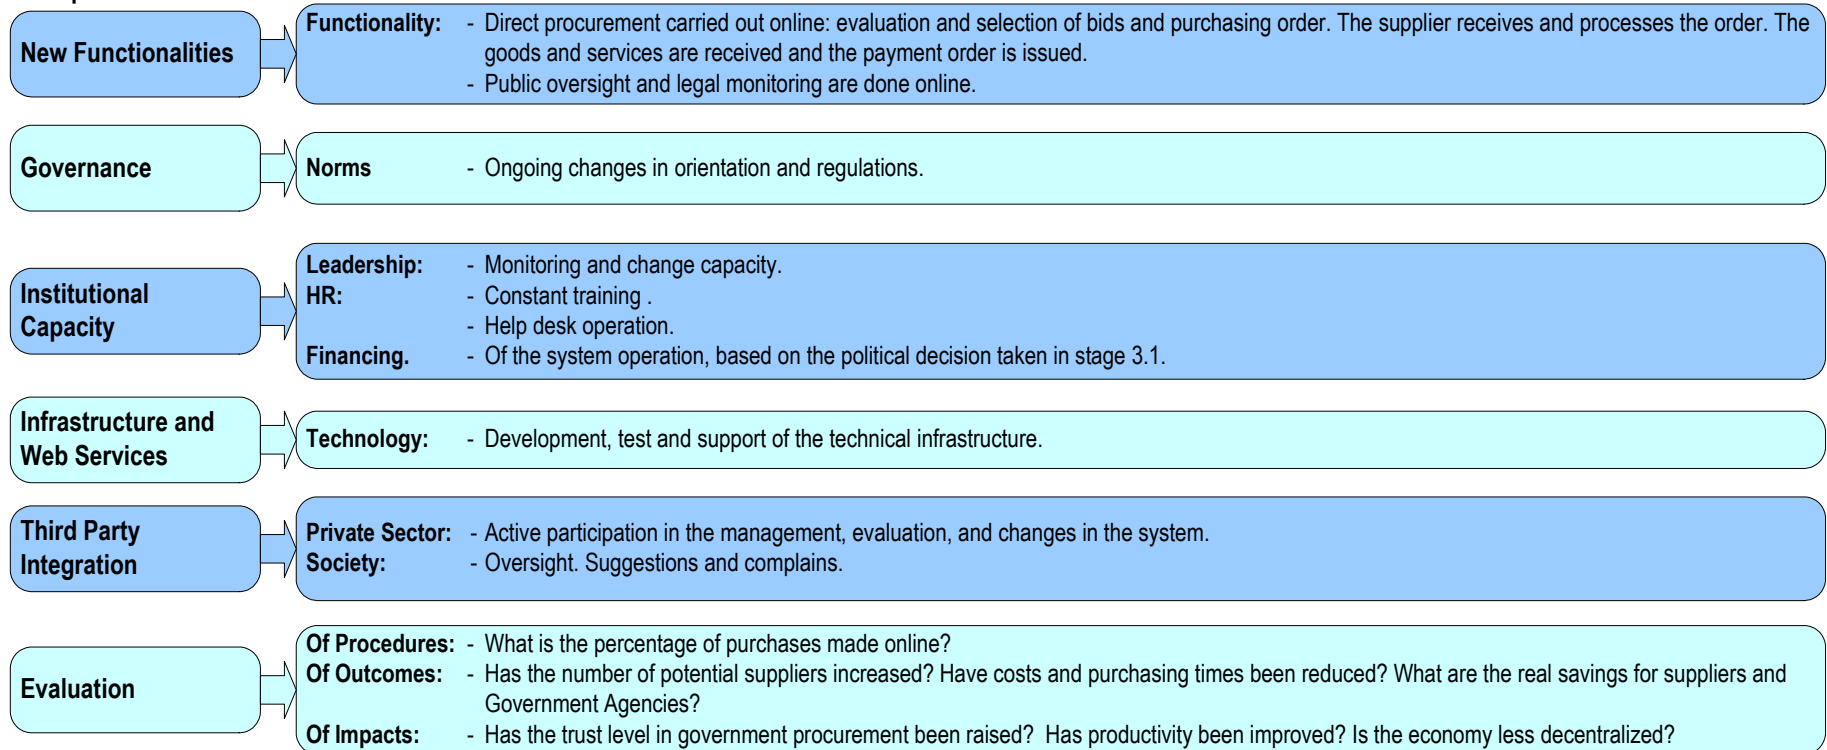 New Functionalities
Functionality: - Direct procurement carried out online: evaluation and selection of bids and purchasing order. The supplier receives and processes the order. The
goods and services are received and the payment order is issued.
- Public oversight and legal monitoring are done online.
Governance
Norms - Ongoing changes in orientation and regulations.
Institutional
Capacity
Leadership: - Monitoring and change capacity.
HR: - Constant training .
- Help desk operation.
Financing. - Of the system operation, based on the political decision taken in stage 3.1.
Infrastructure and
Web Services
Technology: - Development, test and support of the technical infrastructure.
Third Party
Integration
Private Sector: - Active participation in the management, evaluation, and changes in the system.
Society: - Oversight. Suggestions and complains.
Evaluation
Of Procedures: - What is the percentage of purchases made online?
Of Outcomes: - Has the number of potential suppliers increased? Have costs and purchasing times been reduced? What are the real savings for suppliers and
Government Agencies?
Of Impacts: - Has the trust level in government procurement been raised? Has productivity been improved? Is the economy less decentralized?